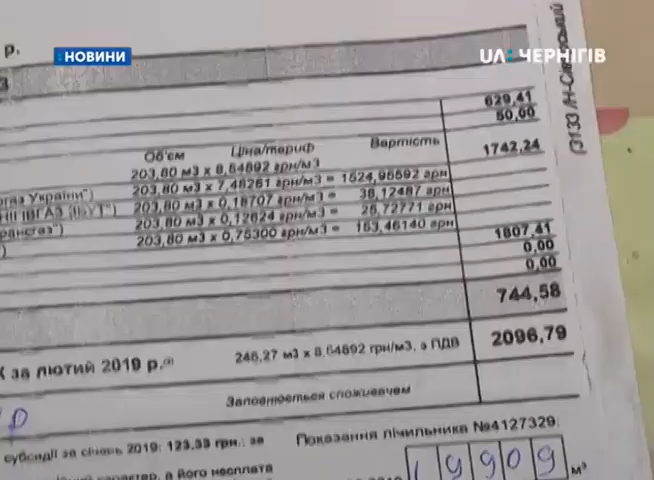 р.
НОВИНИ
UA: ЧЕРНІГІВ
629,41
50,00
Об'єм Ціна/тариф Вартість
203,80 м3 x 8,54892 грн/м3 1742,24
203,80 м3 x 7,48261 грн/м3 = 1524,95592 грн
203,80 м3 x 0,18707 грн/м3 = 38,12487 грн
203,80 м3 x 0,12624 грн/м3 = 25,72771 грн
203,80 м3 x 0,75300 грн/м3 = 153,46140 грн
1807,41
0,00
0,00
744,58
за лютий 2019 р. 246,27 м3 x 8,54892 грн/м3, з ПДВ 2096,79
Заповнюється споживачем
субсидії за січень 2019: 123,33 грн.; за
Показання лічильника №4127329:
характер, а його несплата
19909 м³